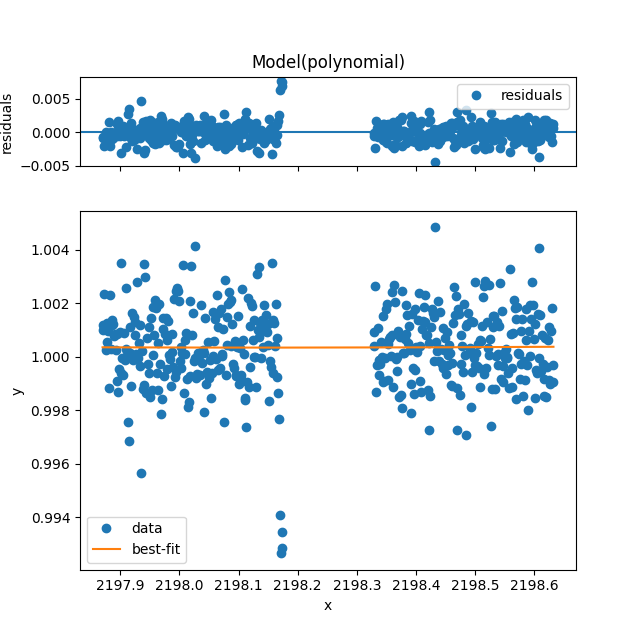 Model(polynomial)
residuals
0.005
0.000
−0.005
residuals
y
1.004
1.002
1.000
0.998
0.996
0.994
data
best-fit
2197.9 2198.0 2198.1 2198.2 2198.3 2198.4 2198.5 2198.6
x